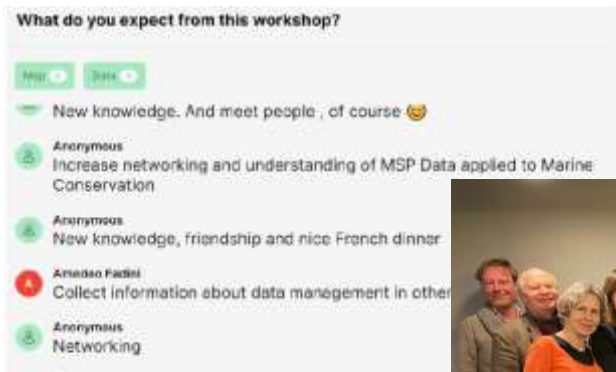 What do you expect from this workshop?
Map
Data
New knowledge. And meet people , of course 😊
Anonymous
Increase networking and understanding of MSP Data applied to Marine
Conservation
Anonymous
New knowledge, friendship and nice French dinner
Amedeo Fadini
Collect information about data management in other
Anonymous
Networking